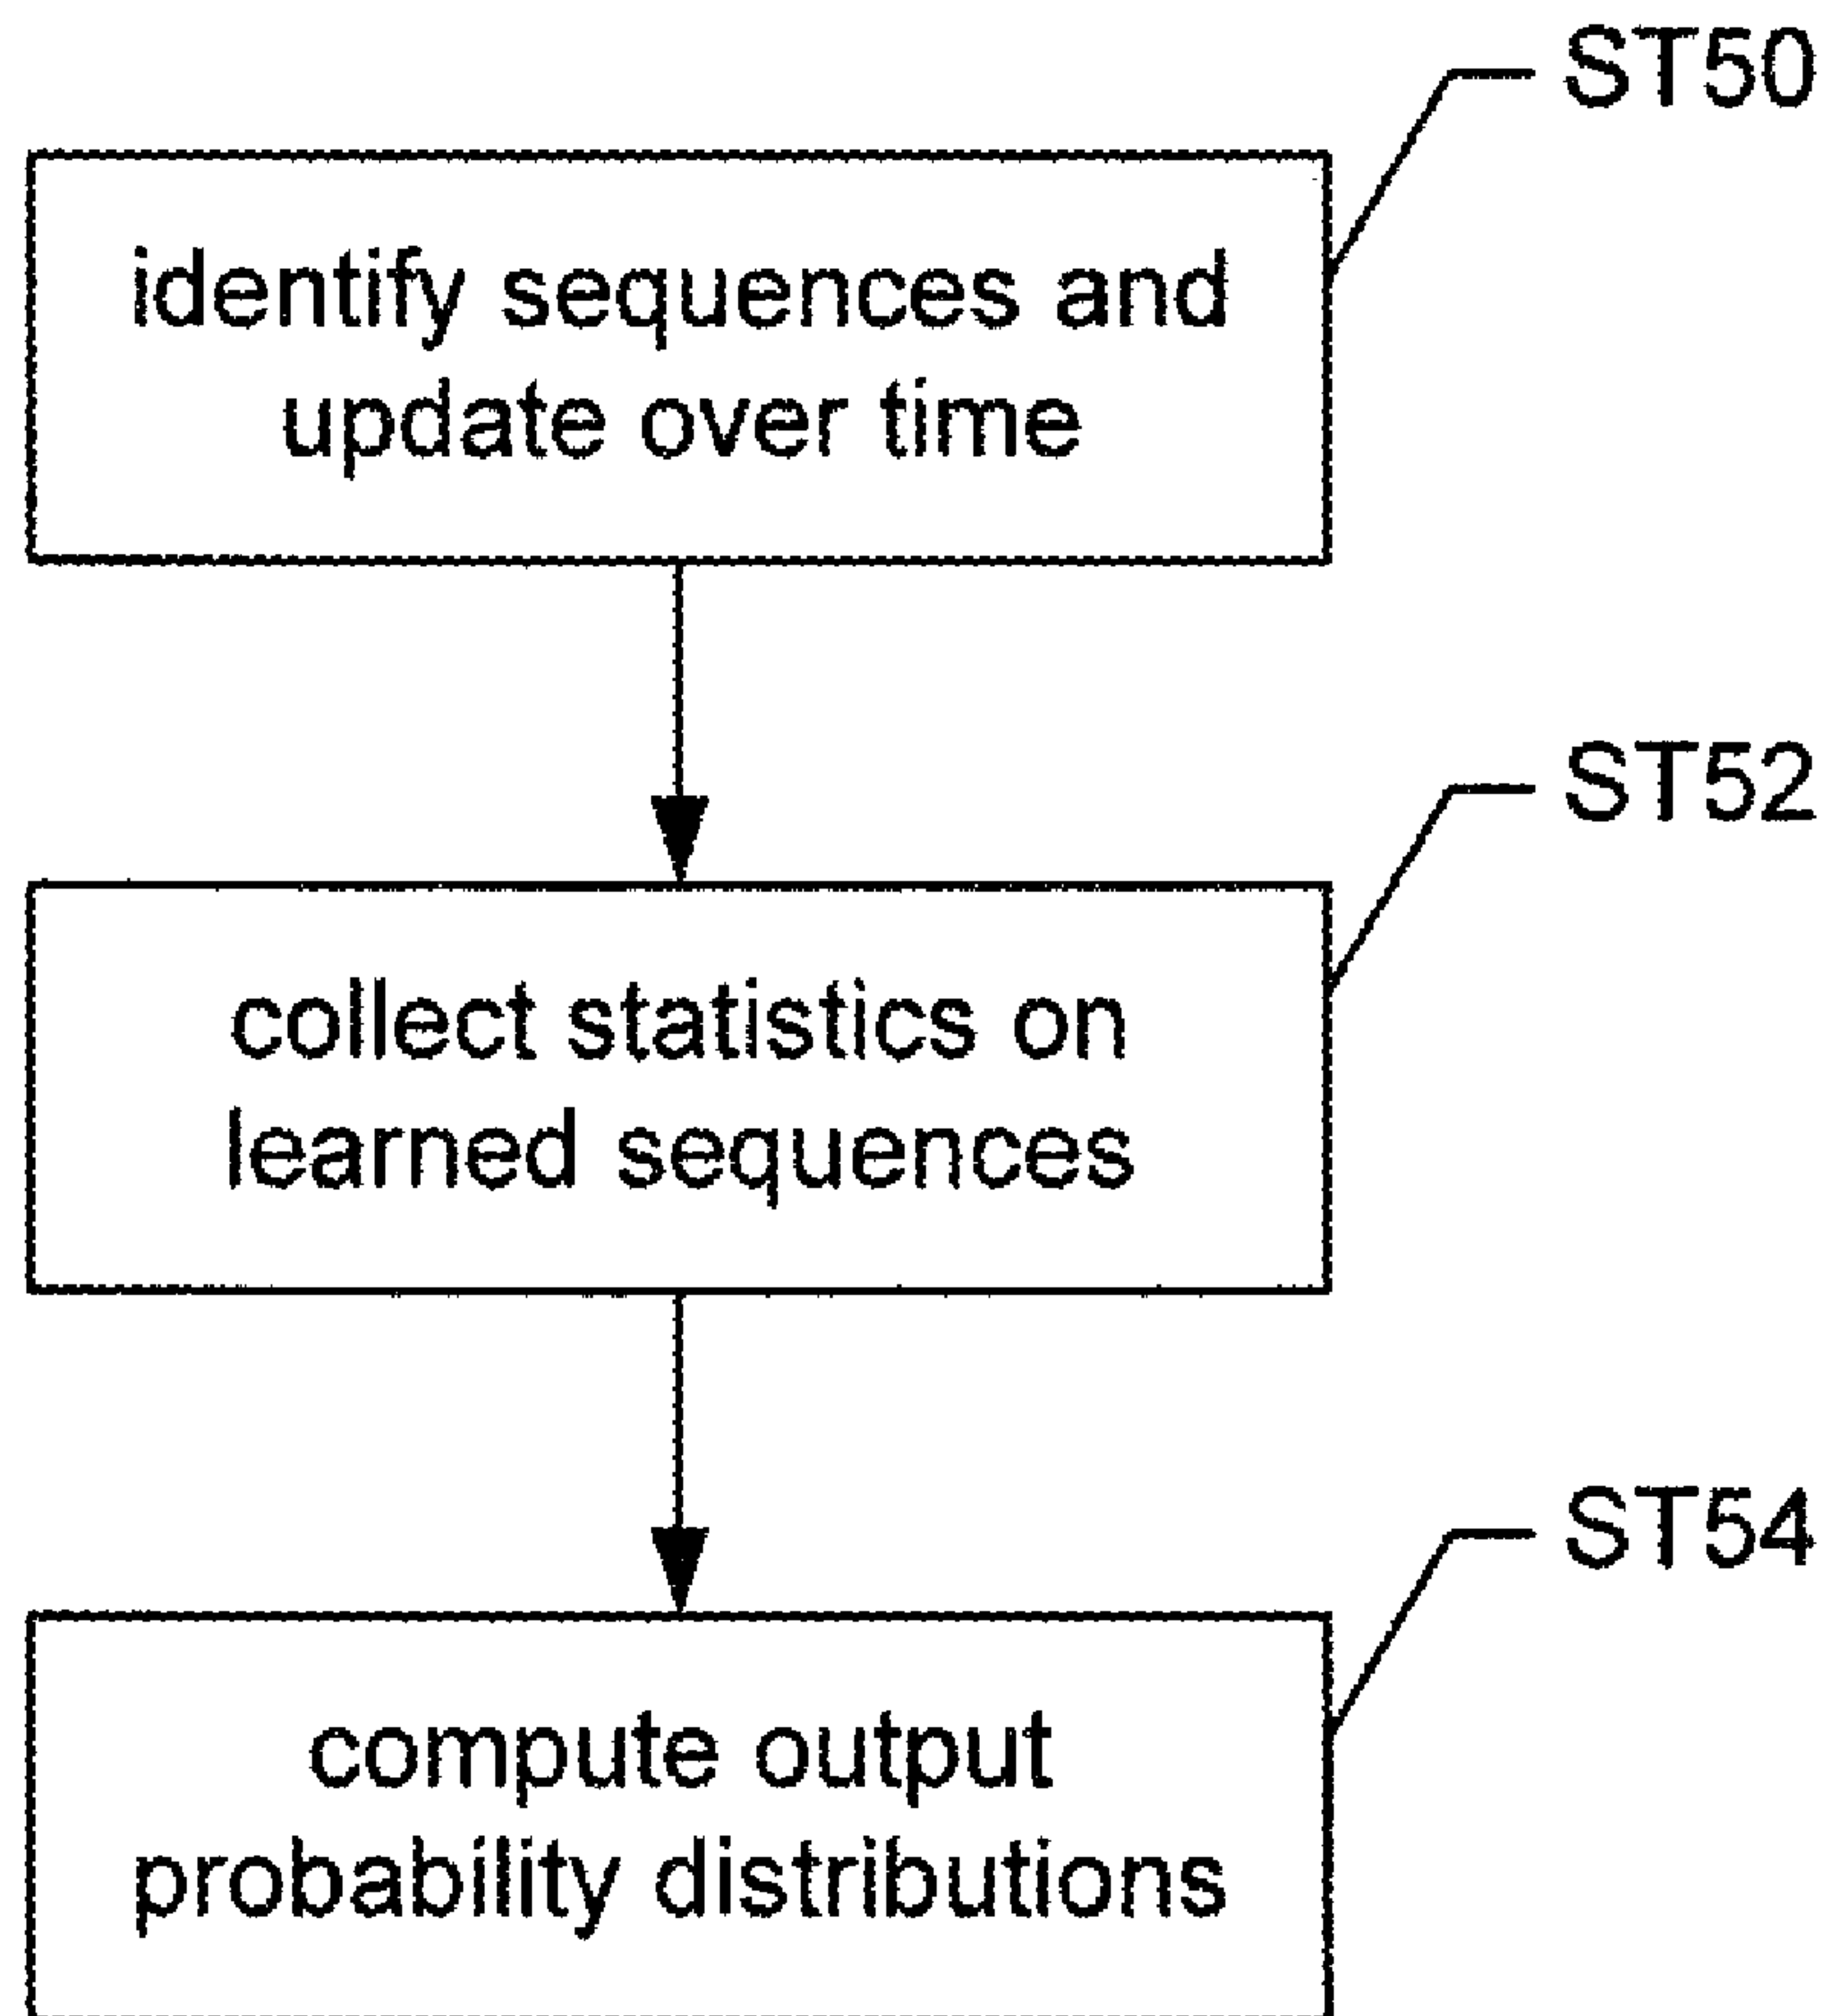 ST50
identify sequences and
update over time
ST52
collect statistics on
learned sequences
ST54
compute output
probability distributions